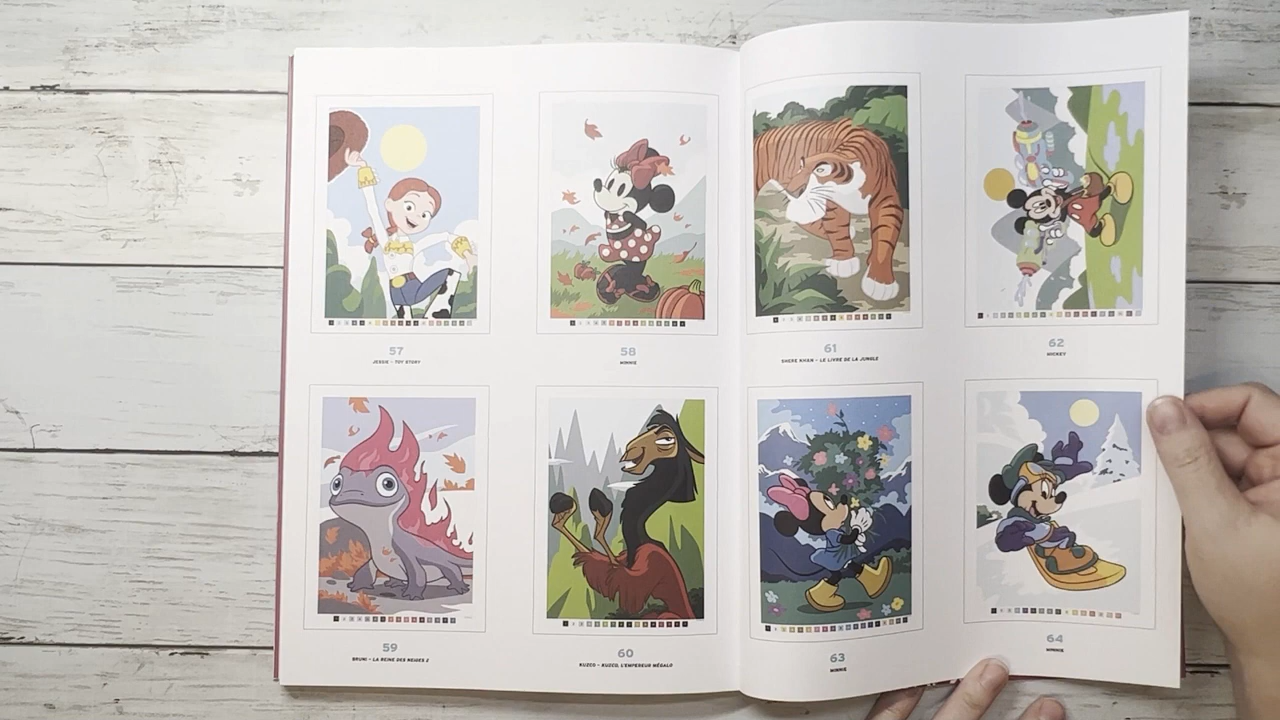 57
JESSIE – TOY STORY
58
MINNIE
59
BRUNI – LA REINE DES NEIGES 2
60
KUZCO – KUZCO, L'EMPEREUR MÉGALO
61
SHERE KHAN – LE LIVRE DE LA JUNGLE
62
MICKEY
63
MINNIE
64
MINNIE